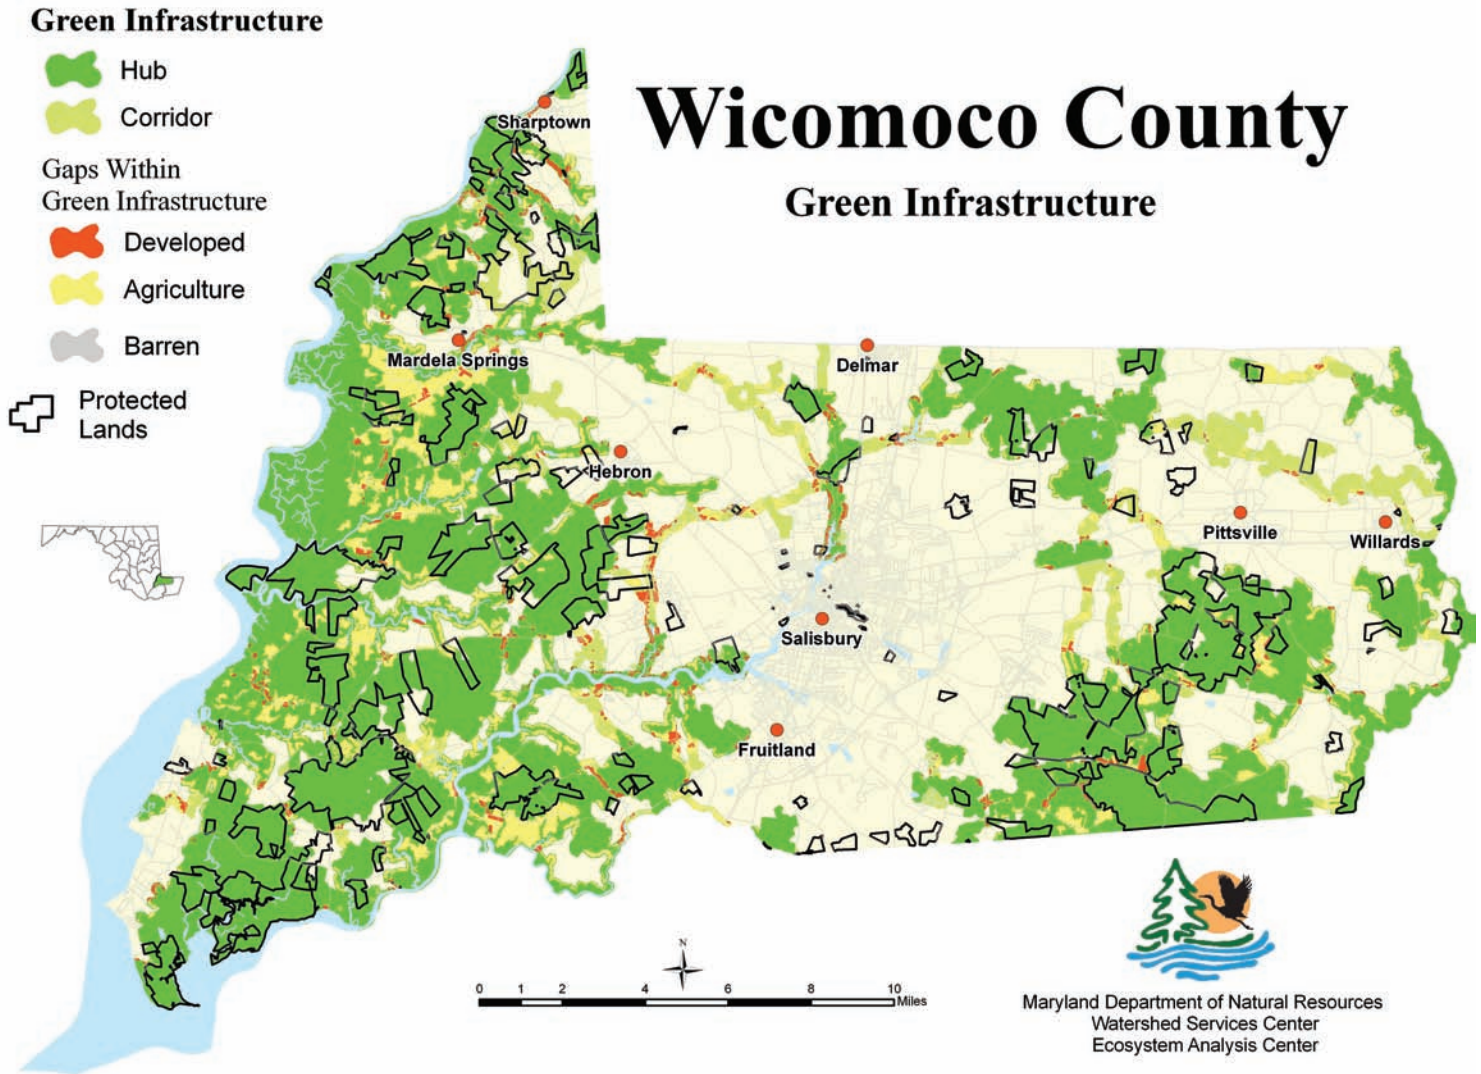 Green Infrastructure
Hub
Corridor
Gaps Within
Green Infrastructure
Developed
Agriculture
Barren
Protected
Lands
Wicomoco County
Green Infrastructure
Sharptown
Mardela Springs
Delmar
Hebron
Pittsville
Willards
Salisbury
Fruitland
N
0 1 2 4 6 8 10
Miles
Maryland Department of Natural Resources
Watershed Services Center
Ecosystem Analysis Center